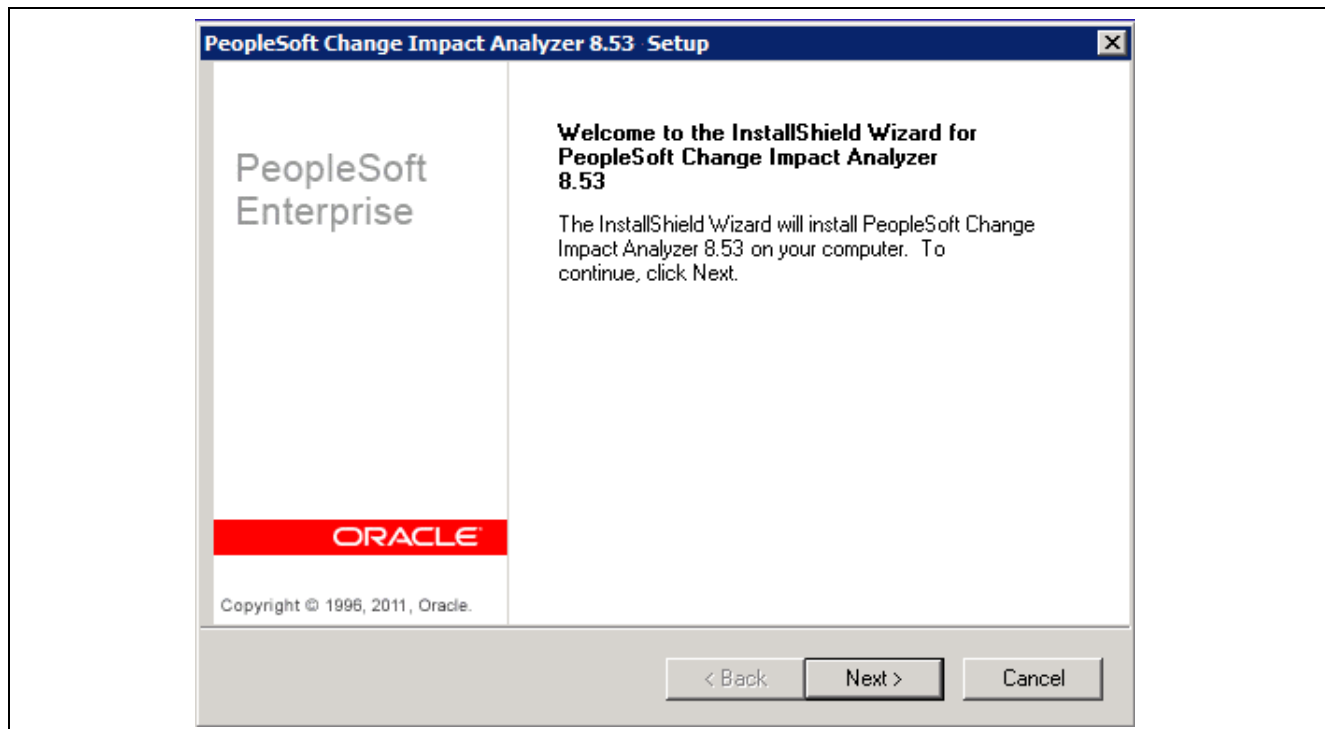 PeopleSoft Change Impact Analyzer 8.53 Setup
PeopleSoft
Enterprise
Welcome to the InstallShield Wizard for
PeopleSoft Change Impact Analyzer
8.53
The InstallShield Wizard will install PeopleSoft Change
Impact Analyzer 8.53 on your computer. To
continue, click Next.
ORACLE
Copyright © 1996, 2011, Oracle.
< Back
Next >
Cancel